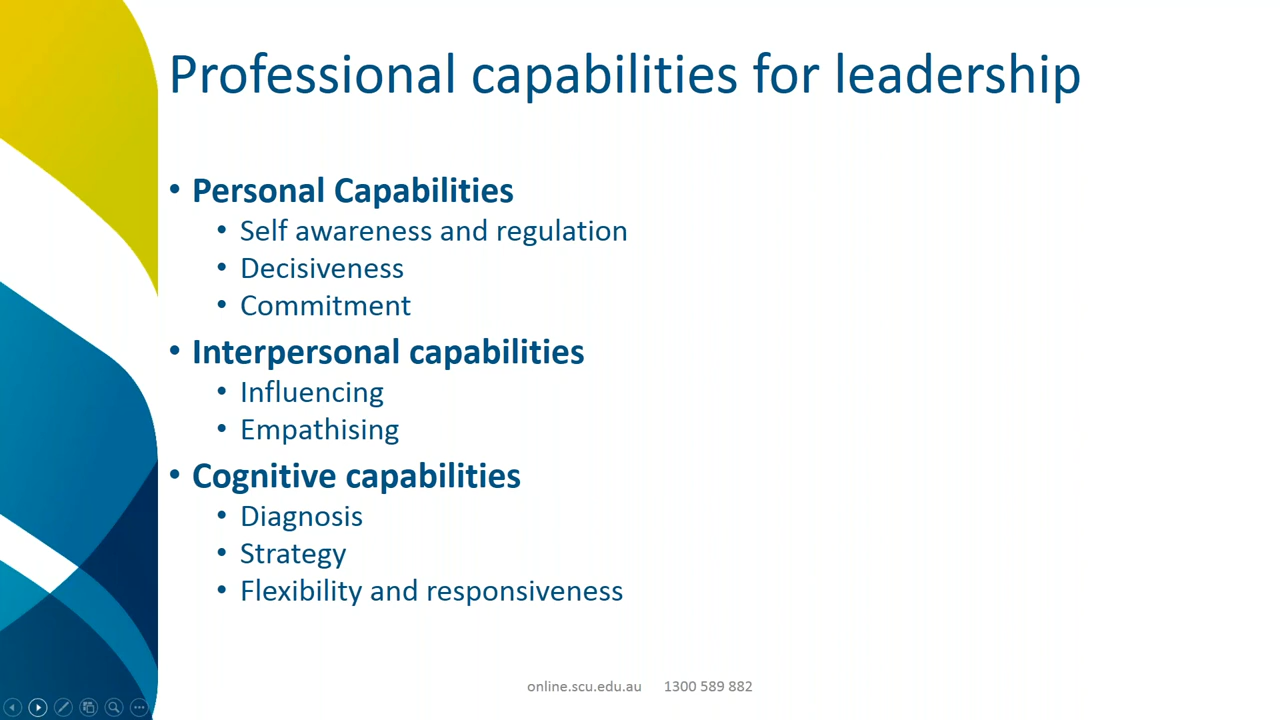 Professional capabilities for leadership
• Personal Capabilities
• Self awareness and regulation
• Decisiveness
• Commitment
• Interpersonal capabilities
• Influencing
• Empathising
• Cognitive capabilities
• Diagnosis
• Strategy
• Flexibility and responsiveness
online.scu.edu.au 1300 589 882